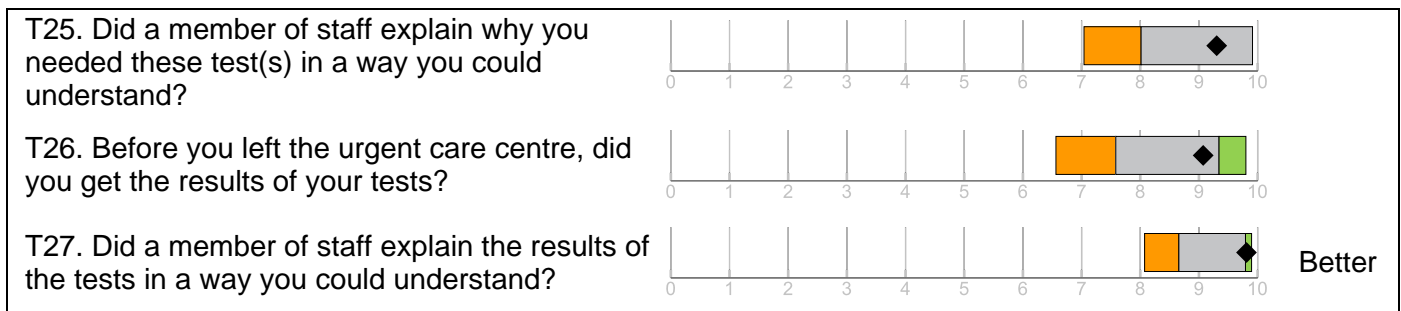 T25. Did a member of staff explain why you
needed these test(s) in a way you could
understand?
0 1 2 3 4 5 6 7 8 9 10
T26. Before you left the urgent care centre, did
you get the results of your tests?
0 1 2 3 4 5 6 7 8 9 10
T27. Did a member of staff explain the results of
the tests in a way you could understand?
0 1 2 3 4 5 6 7 8 9 10
Better